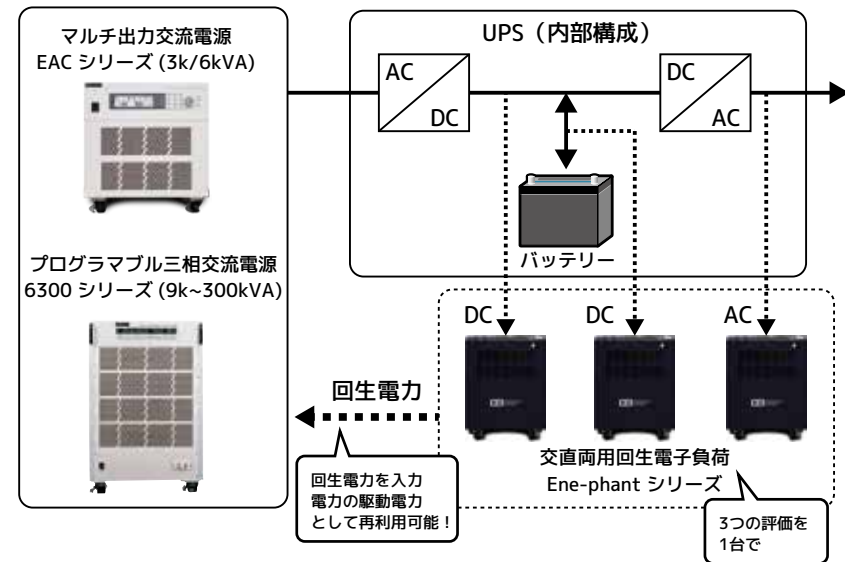 マルチ出力交流電源
EAC シリーズ (3k/6kVA)
プログラマブル三相交流電源
6300 シリーズ (9k~300kVA)
UPS（内部構成）
AC
DC
DC
AC
バッテリー
DC
DC
AC
回生電力
回生電力を入力
電力の駆動電力
として再利用可能！
交直両用回生電子負荷
Ene-phant シリーズ
3つの評価を
1台で